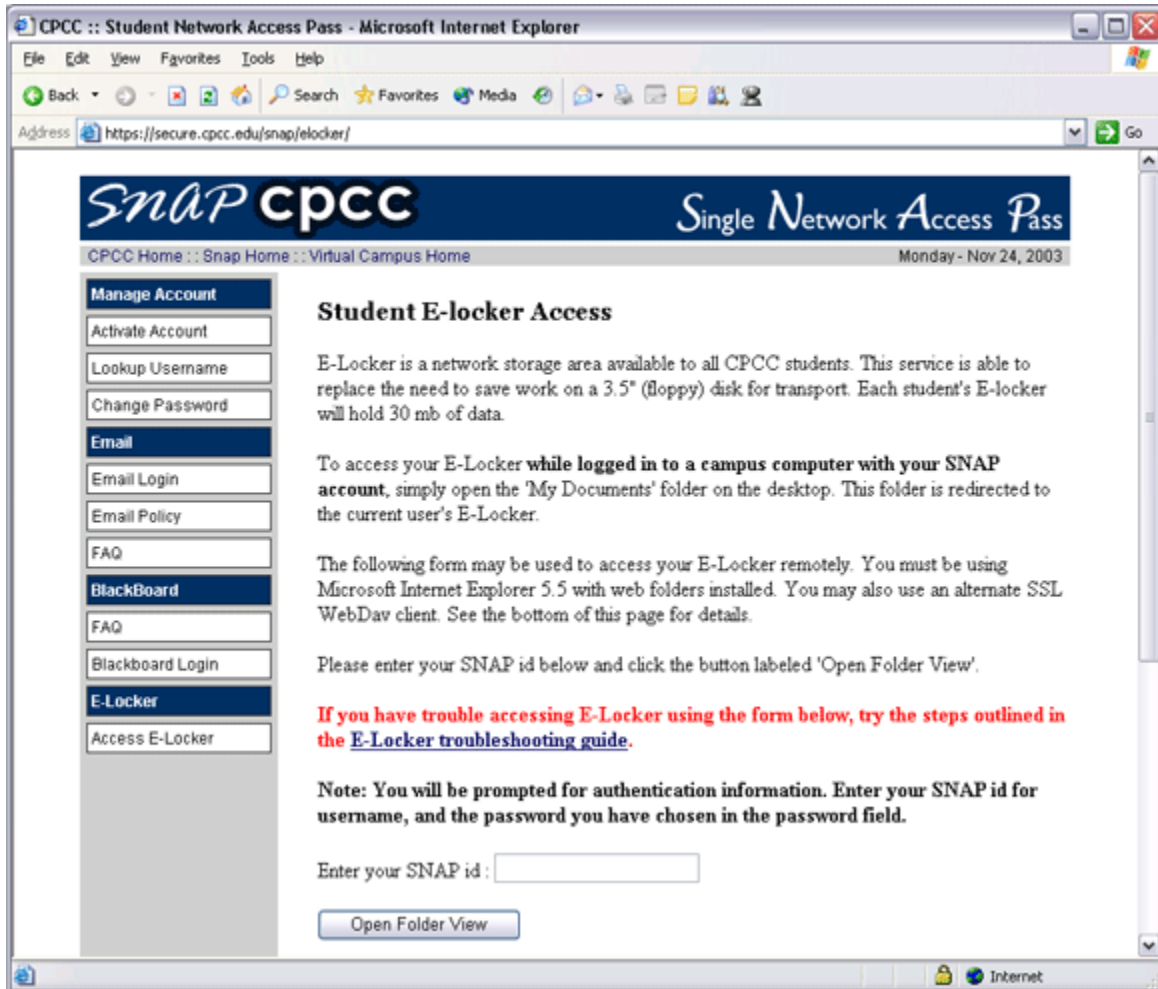 CPCC :: Student Network Access Pass - Microsoft Internet Explorer
File Edit View Favorites Tools Help
Back Search Favorites Media
Address https://secure.cpcc.edu/snap/elocker/ Go
SNAP cpcc Single Network Access Pass
CPCC Home :: Snap Home :: Virtual Campus Home Monday - Nov 24, 2003
Manage Account
Activate Account
Lookup Username
Change Password
Email
Email Login
Email Policy
FAQ
BlackBoard
FAQ
Blackboard Login
E-Locker
Access E-Locker
Student E-locker Access
E-Locker is a network storage area available to all CPCC students. This service is able to
replace the need to save work on a 3.5" (floppy) disk for transport. Each student's E-locker
will hold 30 mb of data.
To access your E-Locker while logged in to a campus computer with your SNAP
account, simply open the 'My Documents' folder on the desktop. This folder is redirected to
the current user's E-Locker.
The following form may be used to access your E-Locker remotely. You must be using
Microsoft Internet Explorer 5.5 with web folders installed. You may also use an alternate SSL
WebDav client. See the bottom of this page for details.
Please enter your SNAP id below and click the button labeled 'Open Folder View'.
If you have trouble accessing E-Locker using the form below, try the steps outlined in
the E-Locker troubleshooting guide.
Note: You will be prompted for authentication information. Enter your SNAP id for
username, and the password you have chosen in the password field.
Enter your SNAP id :
Open Folder View
Internet